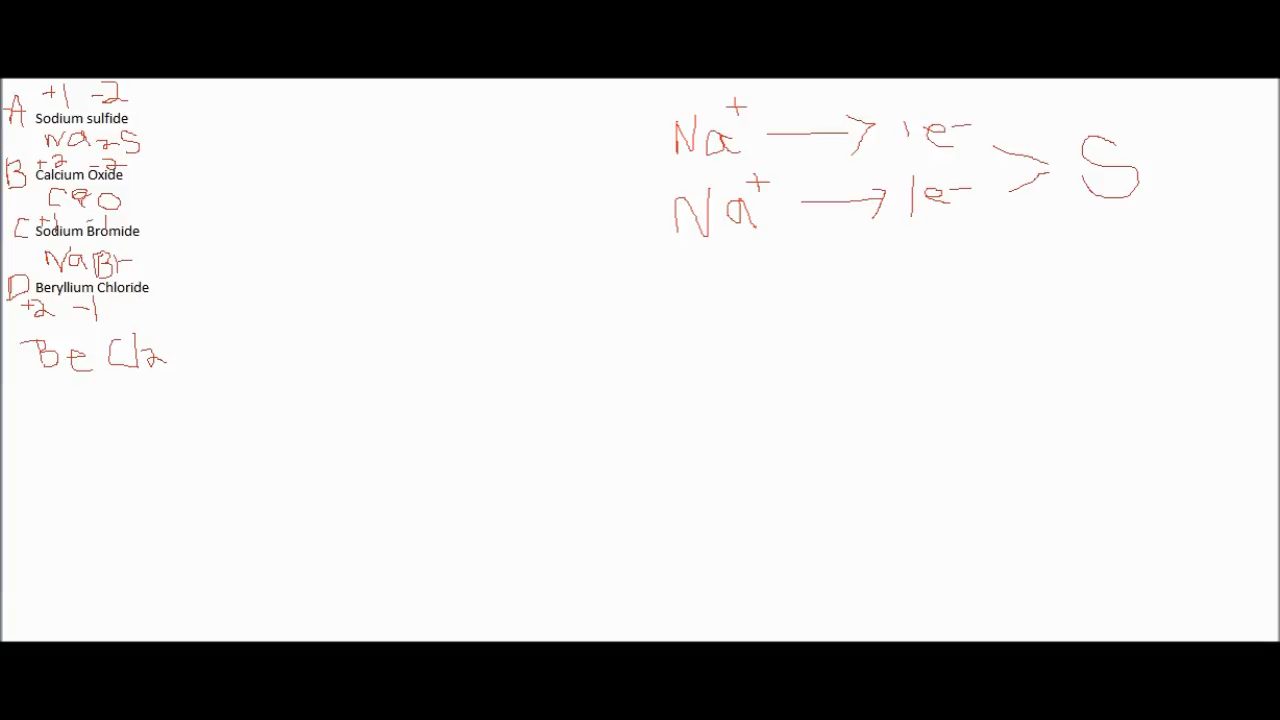 +1 -2
A Sodium sulfide
Na2S
+2 -2
B Calcium Oxide
CaO
+1 -1
C Sodium Bromide
NaBr
D Beryllium Chloride
+2 -1
BeCl2
Na+ → 1e-
Na+ → 1e-
> S